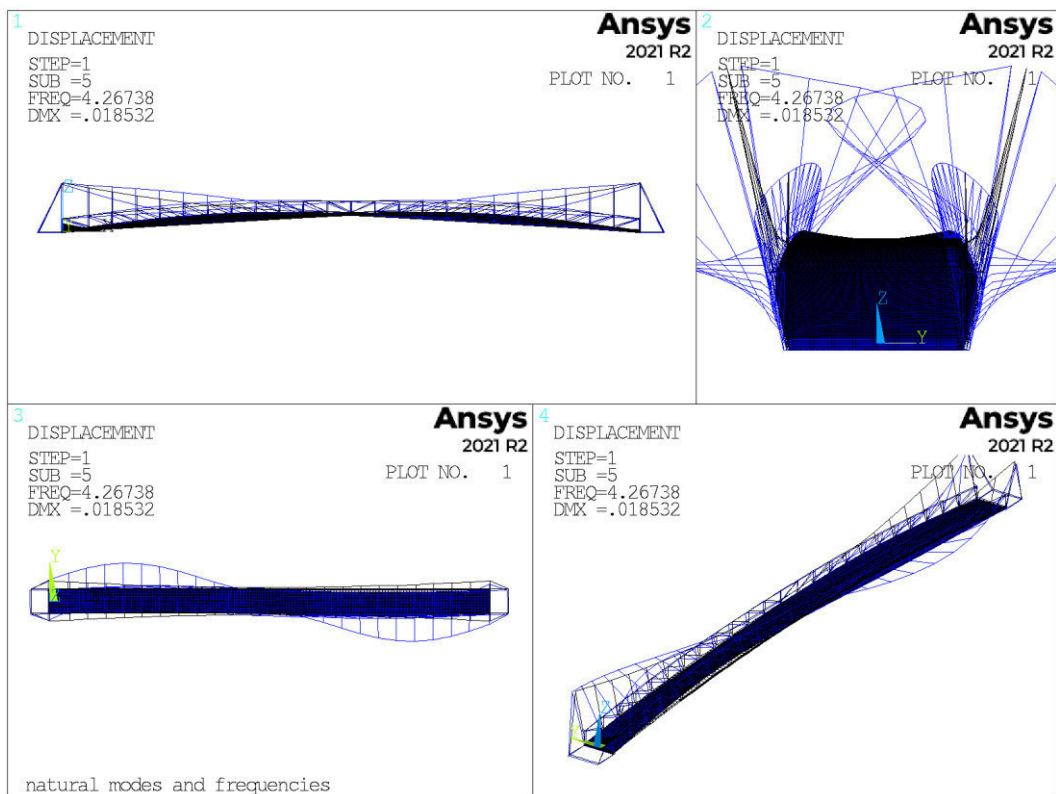 1
DISPLACEMENT
STEP=1
SUB =5
FREQ=4.26738
DMX =.018532
Ansys
2021 R2
PLOT NO. 1
Z
2
DISPLACEMENT
STEP=1
SUB =5
FREQ=4.26738
DMX =.018532
Ansys
2021 R2
PLOT NO. 1
Z
Y
3
DISPLACEMENT
STEP=1
SUB =5
FREQ=4.26738
DMX =.018532
Ansys
2021 R2
PLOT NO. 1
Y
natural modes and frequencies
4
DISPLACEMENT
STEP=1
SUB =5
FREQ=4.26738
DMX =.018532
Ansys
2021 R2
PLOT NO. 1
Z
Y